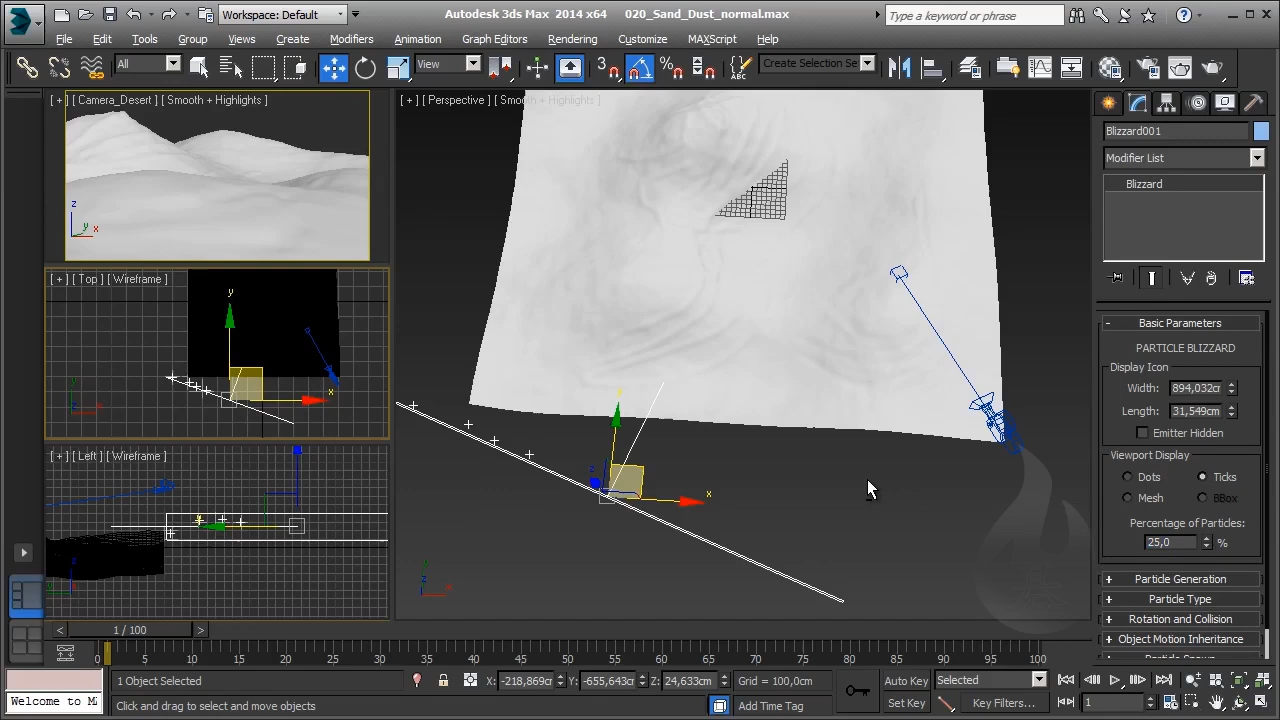 Workspace: Default
Autodesk 3ds Max 2014 x64
020_Sand_Dust_normal.max
Type a keyword or phrase
File Edit Tools Group Views Create Modifiers Animation Graph Editors Rendering Customize MAXScript Help
All
View
3
%
ABC
Create Selection Se
[ + ] [ Camera_Desert ] [ Smooth + Highlights ]
z
y
x
[ + ] [ Top ] [ Wireframe ]
y
x
[ + ] [ Left ] [ Wireframe ]
[ + ] [ Perspective ] [ Smooth + Highlights ]
z
x
Blizzard001
Modifier List
Blizzard
- Basic Parameters
PARTICLE BLIZZARD
Display Icon
Width: 894,032cm
Length: 31,549cm
Emitter Hidden
Viewport Display
Dots Ticks
Mesh BBox
Percentage of Particles:
25,0 %
+ Particle Generation
+ Particle Type
+ Rotation and Collision
+ Object Motion Inheritance
< 1 / 100 >
0 5 10 15 20 25 30 35 40 45 50 55 60 65 70 75 80 85 90 95 100
1 Object Selected
X: -218,869cm Y: -655,643cm Z: 24,633cm Grid = 100,0cm
Auto Key Selected
Welcome to MA
Click and drag to select and move objects
Add Time Tag
Set Key Key Filters...
1